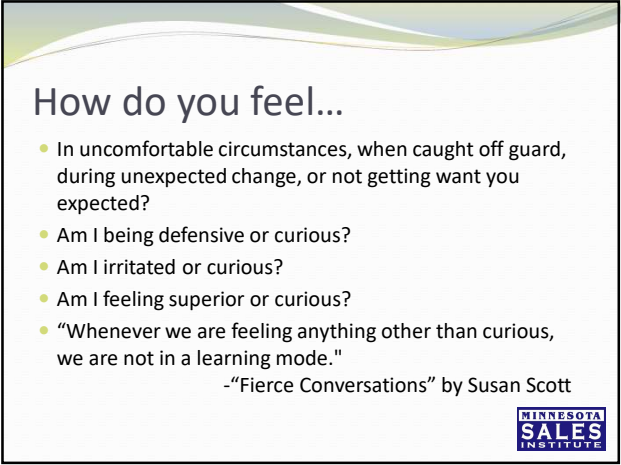 How do you feel…
In uncomfortable circumstances, when caught off guard,
during unexpected change, or not getting want you
expected?
Am I being defensive or curious?
Am I irritated or curious?
Am I feeling superior or curious?
“Whenever we are feeling anything other than curious,
we are not in a learning mode."
-“Fierce Conversations” by Susan Scott
MINNESOTA
SALES
INSTITUTE